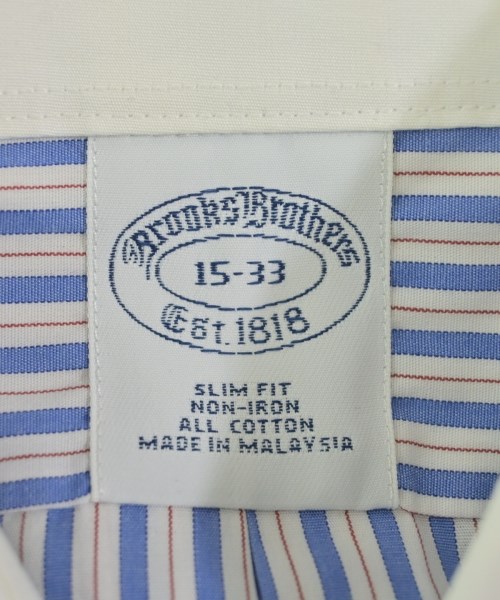 Brooks Brothers
15-33
Est. 1818
SLIM FIT
NON-IRON
ALL COTTON
MADE IN MALAYSIA